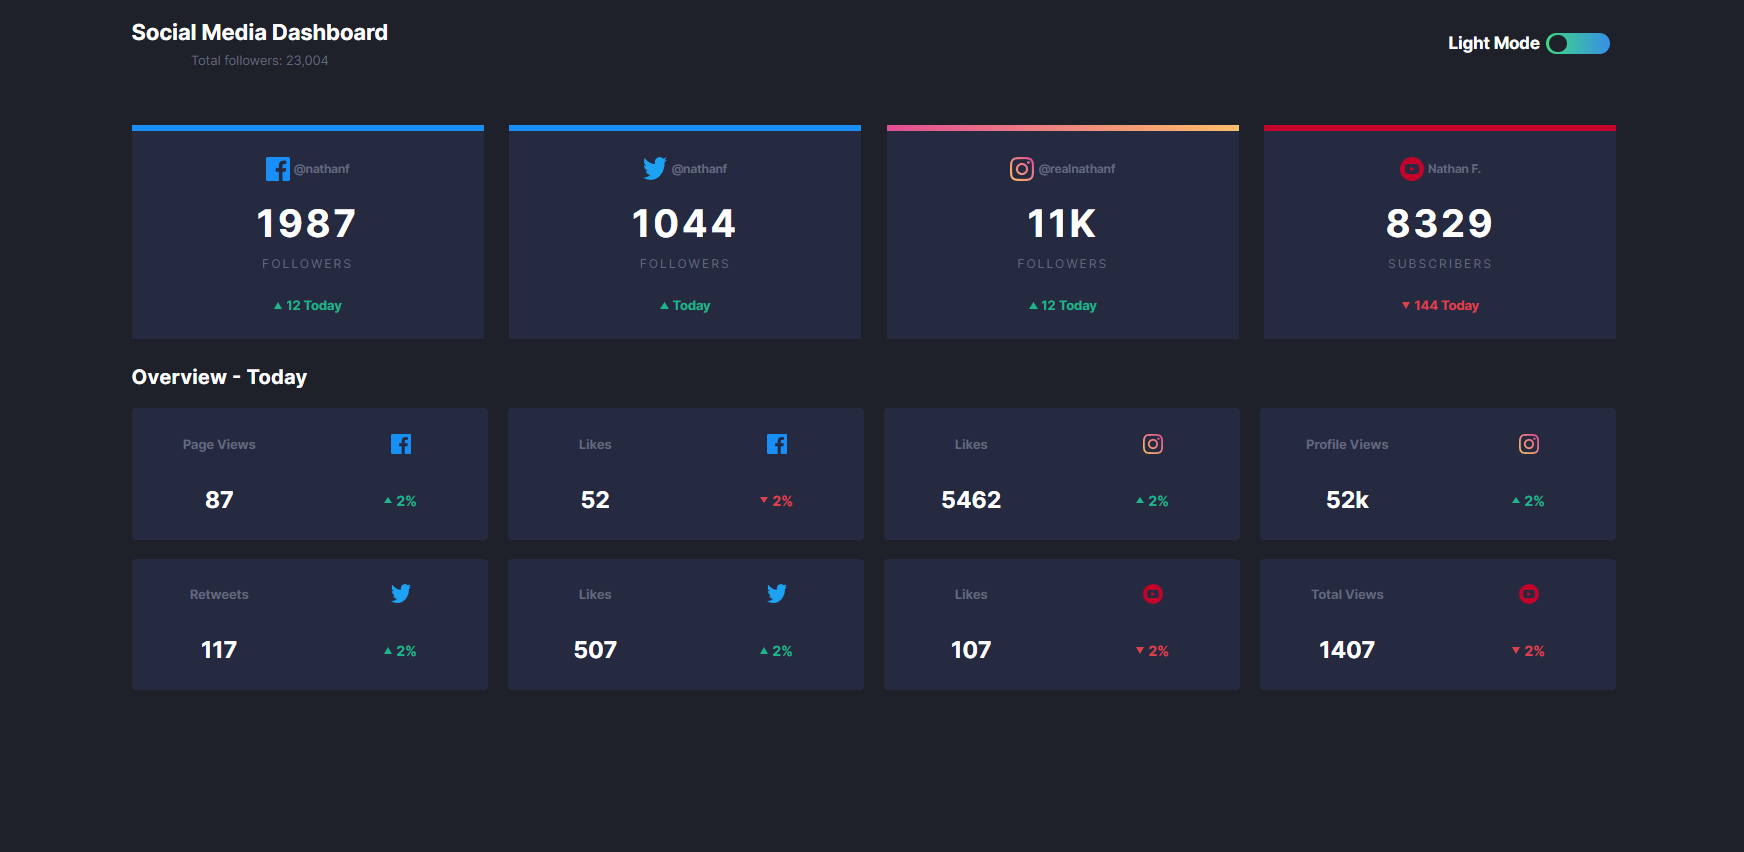 Social Media Dashboard
Total followers: 23,004
Light Mode
@nathanf
1987
FOLLOWERS
12 Today
@nathanf
1044
FOLLOWERS
Today
@realnathanf
11K
FOLLOWERS
12 Today
Nathan F.
8329
SUBSCRIBERS
144 Today
Overview - Today
Page Views
87
2%
Likes
52
2%
Likes
5462
2%
Profile Views
52k
2%
Retweets
117
2%
Likes
507
2%
Likes
107
2%
Total Views
1407
2%